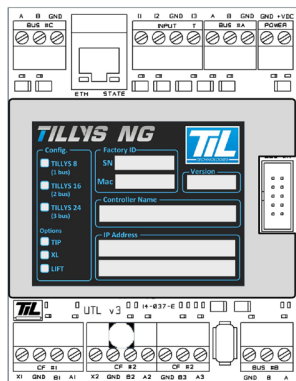 A B GND
BUS #C
I1 I2 GND I3
INPUT T
A B GND
BUS #A
GND +VDC
POWER
ETH STATE
TILLYS NG
TIL
TECHNOLOGIES
Config.
TILLYS 8
(1 bus)
TILLYS 16
(2 bus)
TILLYS 24
(3 bus)
Options
TIP
XL
LIFT
Factory ID
SN
Mac
Version
Controller Name
IP Address
TIL
UTL v3
14-037-E
CF #1
X1 GND B1 A1
CF #2
X2 GND B2 A2
CF #2
GND B3 A3
BUS #B
GND B A